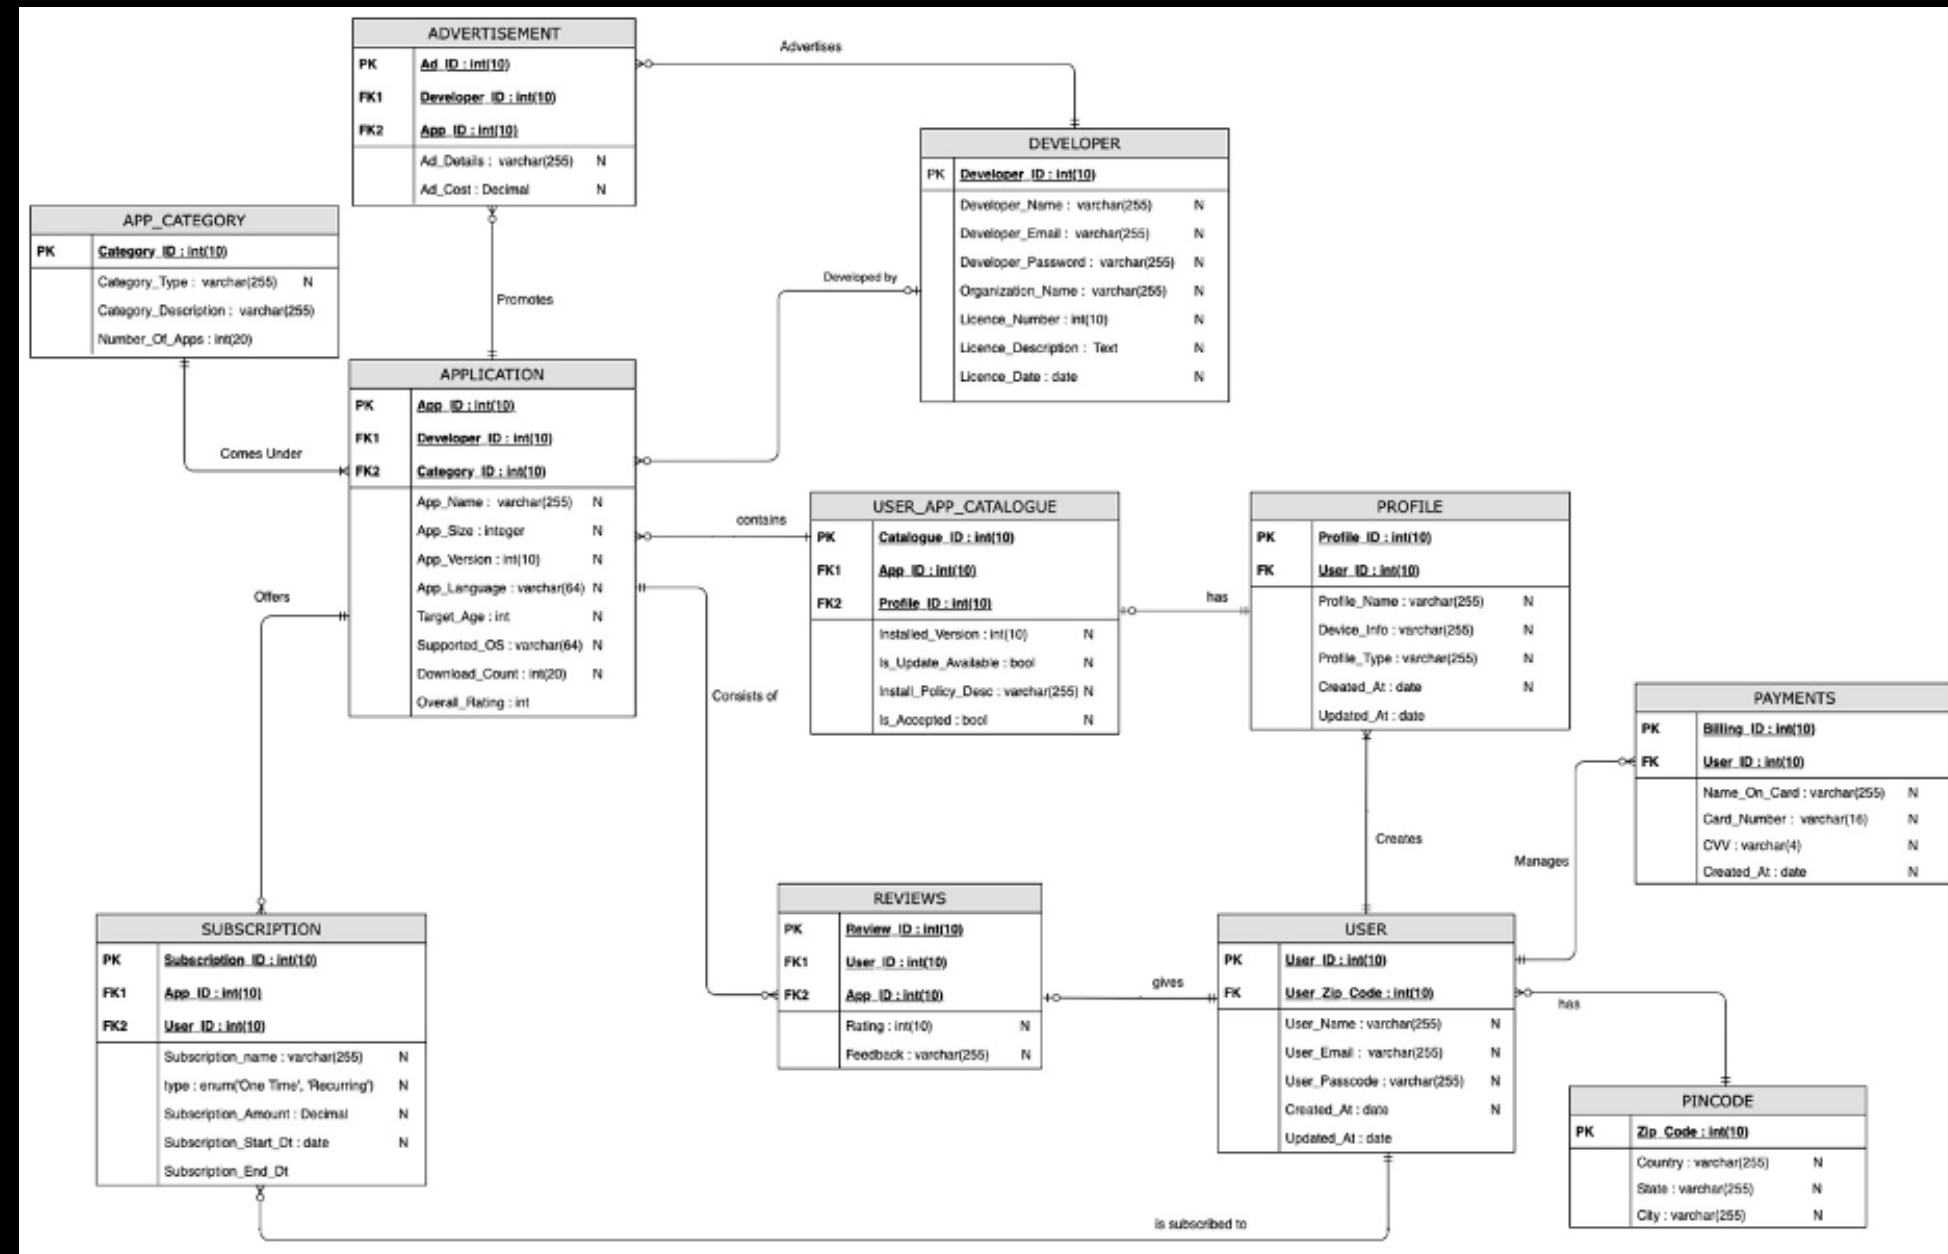 ADVERTISEMENT
PK Ad_ID : int(10)
FK1 Developer_ID : int(10)
FK2 App_ID : int(10)
Ad_Details : varchar(255) N
Ad_Cost : Decimal N
Advertises
DEVELOPER
PK Developer_ID : int(10)
Developer_Name : varchar(255) N
Developer_Email : varchar(255) N
Developer_Password : varchar(255) N
Organization_Name : varchar(255) N
Licence_Number : int(10) N
Licence_Description : Text N
Licence_Date : date N
APP_CATEGORY
PK Category_ID : int(10)
Category_Type : varchar(255) N
Category_Description : varchar(255)
Number_Of_Apps : int(20)
Promotes
Developed by
Comes Under
APPLICATION
PK App_ID : int(10)
FK1 Developer_ID : int(10)
FK2 Category_ID : int(10)
App_Name : varchar(255) N
App_Size : integer N
App_Version : int(10) N
App_Language : varchar(64) N
Target_Age : int N
Supported_OS : varchar(64) N
Download_Count : int(20) N
Overall_Rating : int
contains
USER_APP_CATALOGUE
PK Catalogue_ID : int(10)
FK1 App_ID : int(10)
FK2 Profile_ID : int(10)
Installed_Version : int(10) N
Is_Update_Available : bool N
Install_Policy_Desc : varchar(255) N
Is_Accepted : bool N
has
PROFILE
PK Profile_ID : int(10)
FK User_ID : int(10)
Profile_Name : varchar(255) N
Device_Info : varchar(255) N
Profile_Type : varchar(255) N
Created_At : date N
Updated_At : date
Offers
Consists of
Creates
Manages
PAYMENTS
PK Billing_ID : int(10)
FK User_ID : int(10)
Name_On_Card : varchar(255) N
Card_Number : varchar(16) N
CVV : varchar(4) N
Created_At : date N
SUBSCRIPTION
PK Subscription_ID : int(10)
FK1 App_ID : int(10)
FK2 User_ID : int(10)
Subscription_name : varchar(255) N
type : enum('One Time', 'Recurring') N
Subscription_Amount : Decimal N
Subscription_Start_Dt : date N
Subscription_End_Dt
REVIEWS
PK Review_ID : int(10)
FK1 User_ID : int(10)
FK2 App_ID : int(10)
Rating : int(10) N
Feedback : varchar(255) N
gives
USER
PK User_ID : int(10)
FK User_Zip_Code : int(10)
User_Name : varchar(255) N
User_Email : varchar(255) N
User_Passcode : varchar(255) N
Created_At : date N
Updated_At : date
has
PINCODE
PK Zip_Code : int(10)
Country : varchar(255) N
State : varchar(255) N
City : varchar(255) N
is subscribed to